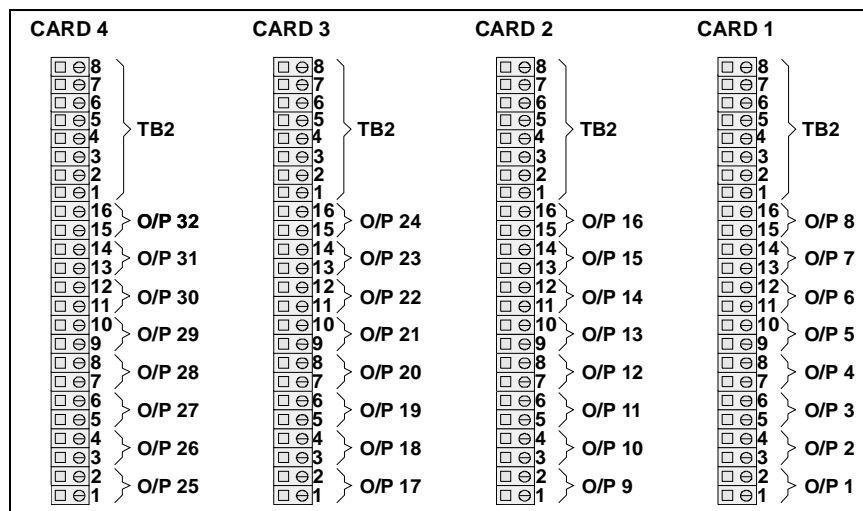 CARD 4 CARD 3 CARD 2 CARD 1
8 8 8 8
7 7 7 7
6 6 6 6
5 5 5 5
TB2 TB2 TB2 TB2
4 4 4 4
3 3 3 3
2 2 2 2
1 1 1 1
16 16 16 16
O/P 32 O/P 24 O/P 16 O/P 8
15 15 15 15
14 14 14 14
O/P 31 O/P 23 O/P 15 O/P 7
13 13 13 13
12 12 12 12
O/P 30 O/P 22 O/P 14 O/P 6
11 11 11 11
10 10 10 10
O/P 29 O/P 21 O/P 13 O/P 5
9 9 9 9
8 8 8 8
O/P 28 O/P 20 O/P 12 O/P 4
7 7 7 7
6 6 6 6
O/P 27 O/P 19 O/P 11 O/P 3
5 5 5 5
4 4 4 4
O/P 26 O/P 18 O/P 10 O/P 2
3 3 3 3
2 2 2 2
O/P 25 O/P 17 O/P 9 O/P 1
1 1 1 1